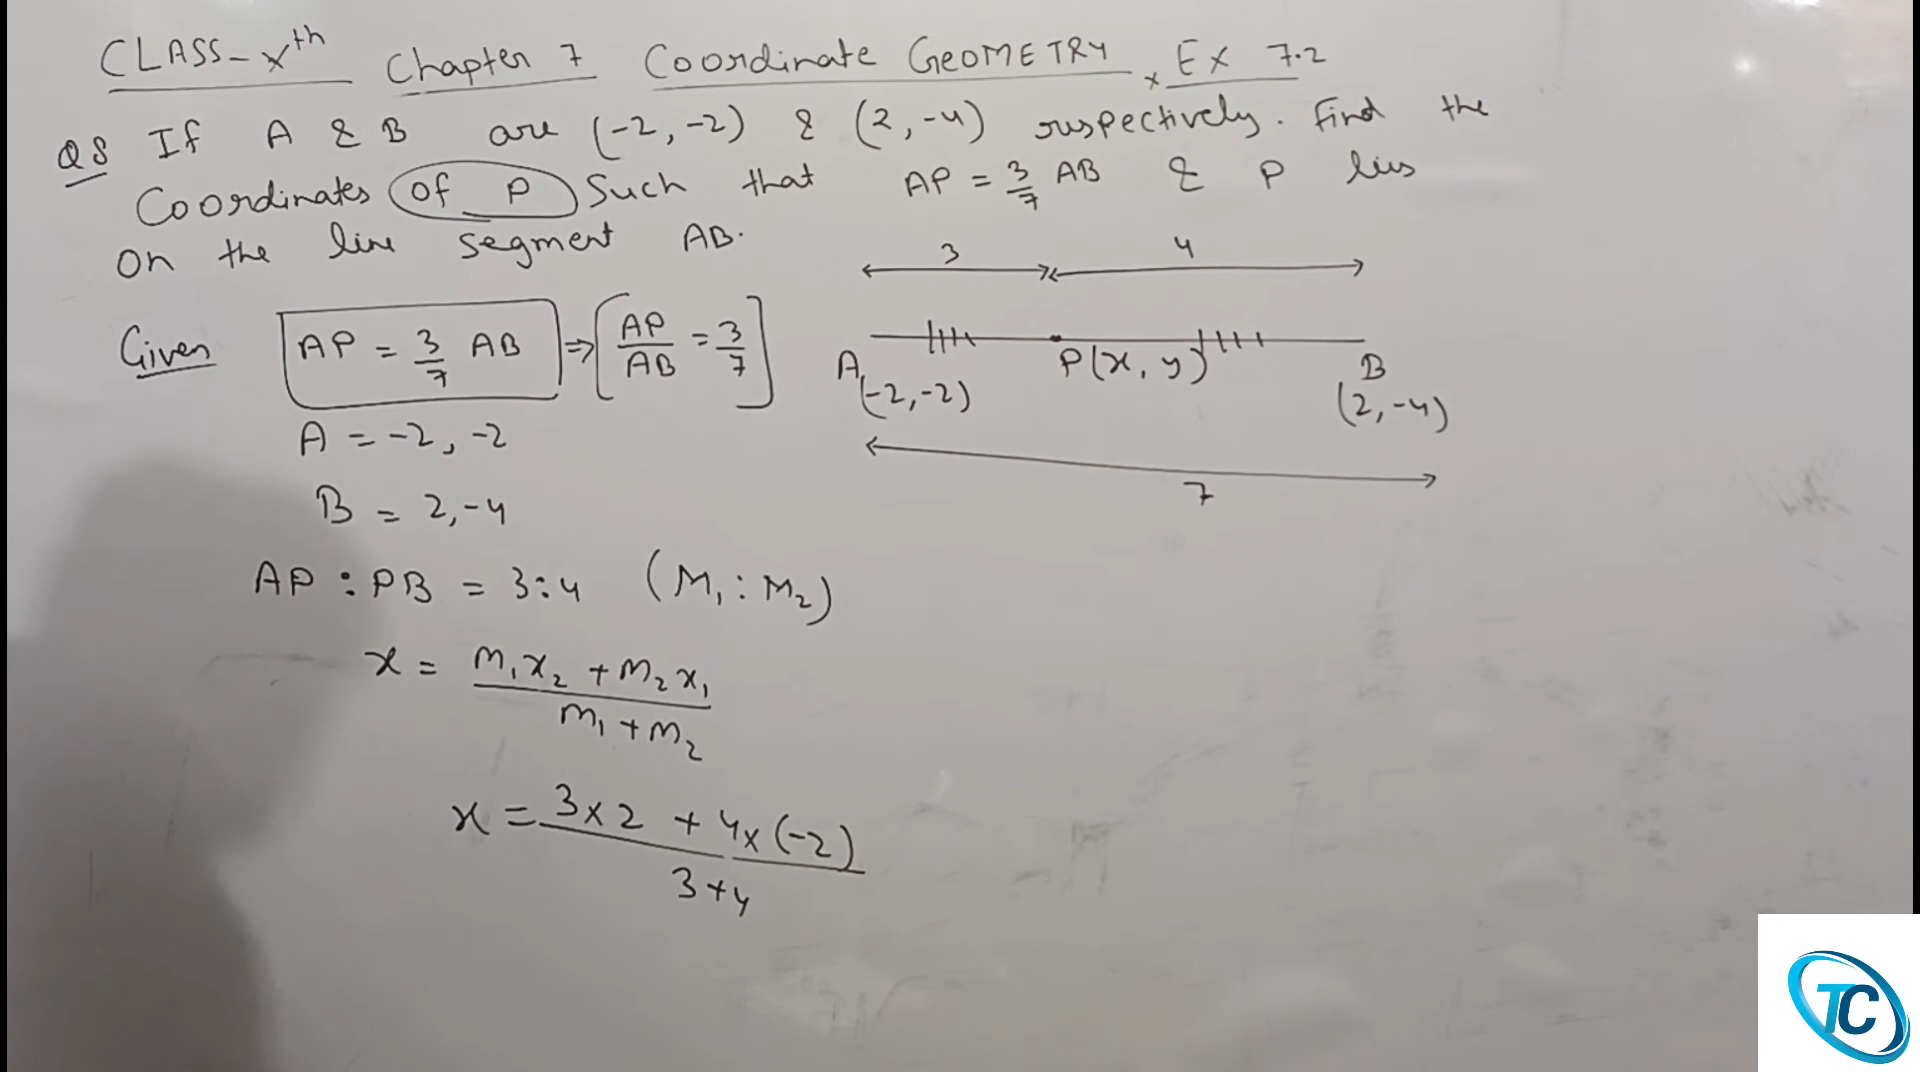 CLASS-Xth Chapter 7 Coordinate GEOMETRY, Ex 7.2
Q8 If A & B are (-2,-2) & (2,-4) respectively. Find the
Coordinates of P Such that AP = 3/7 AB & P lies
On the line segment AB.
3 4
Given AP = 3/7 AB ⇒ [AP/AB = 3/7]
A P(x, y) B
(-2,-2) (2,-4)
7
A = -2, -2
B = 2, -4
AP : PB = 3:4 (M₁ : M₂)
x = m₁x₂ + m₂x₁ / m₁ + m₂
x = 3x2 + 4x(-2) / 3+4
TC